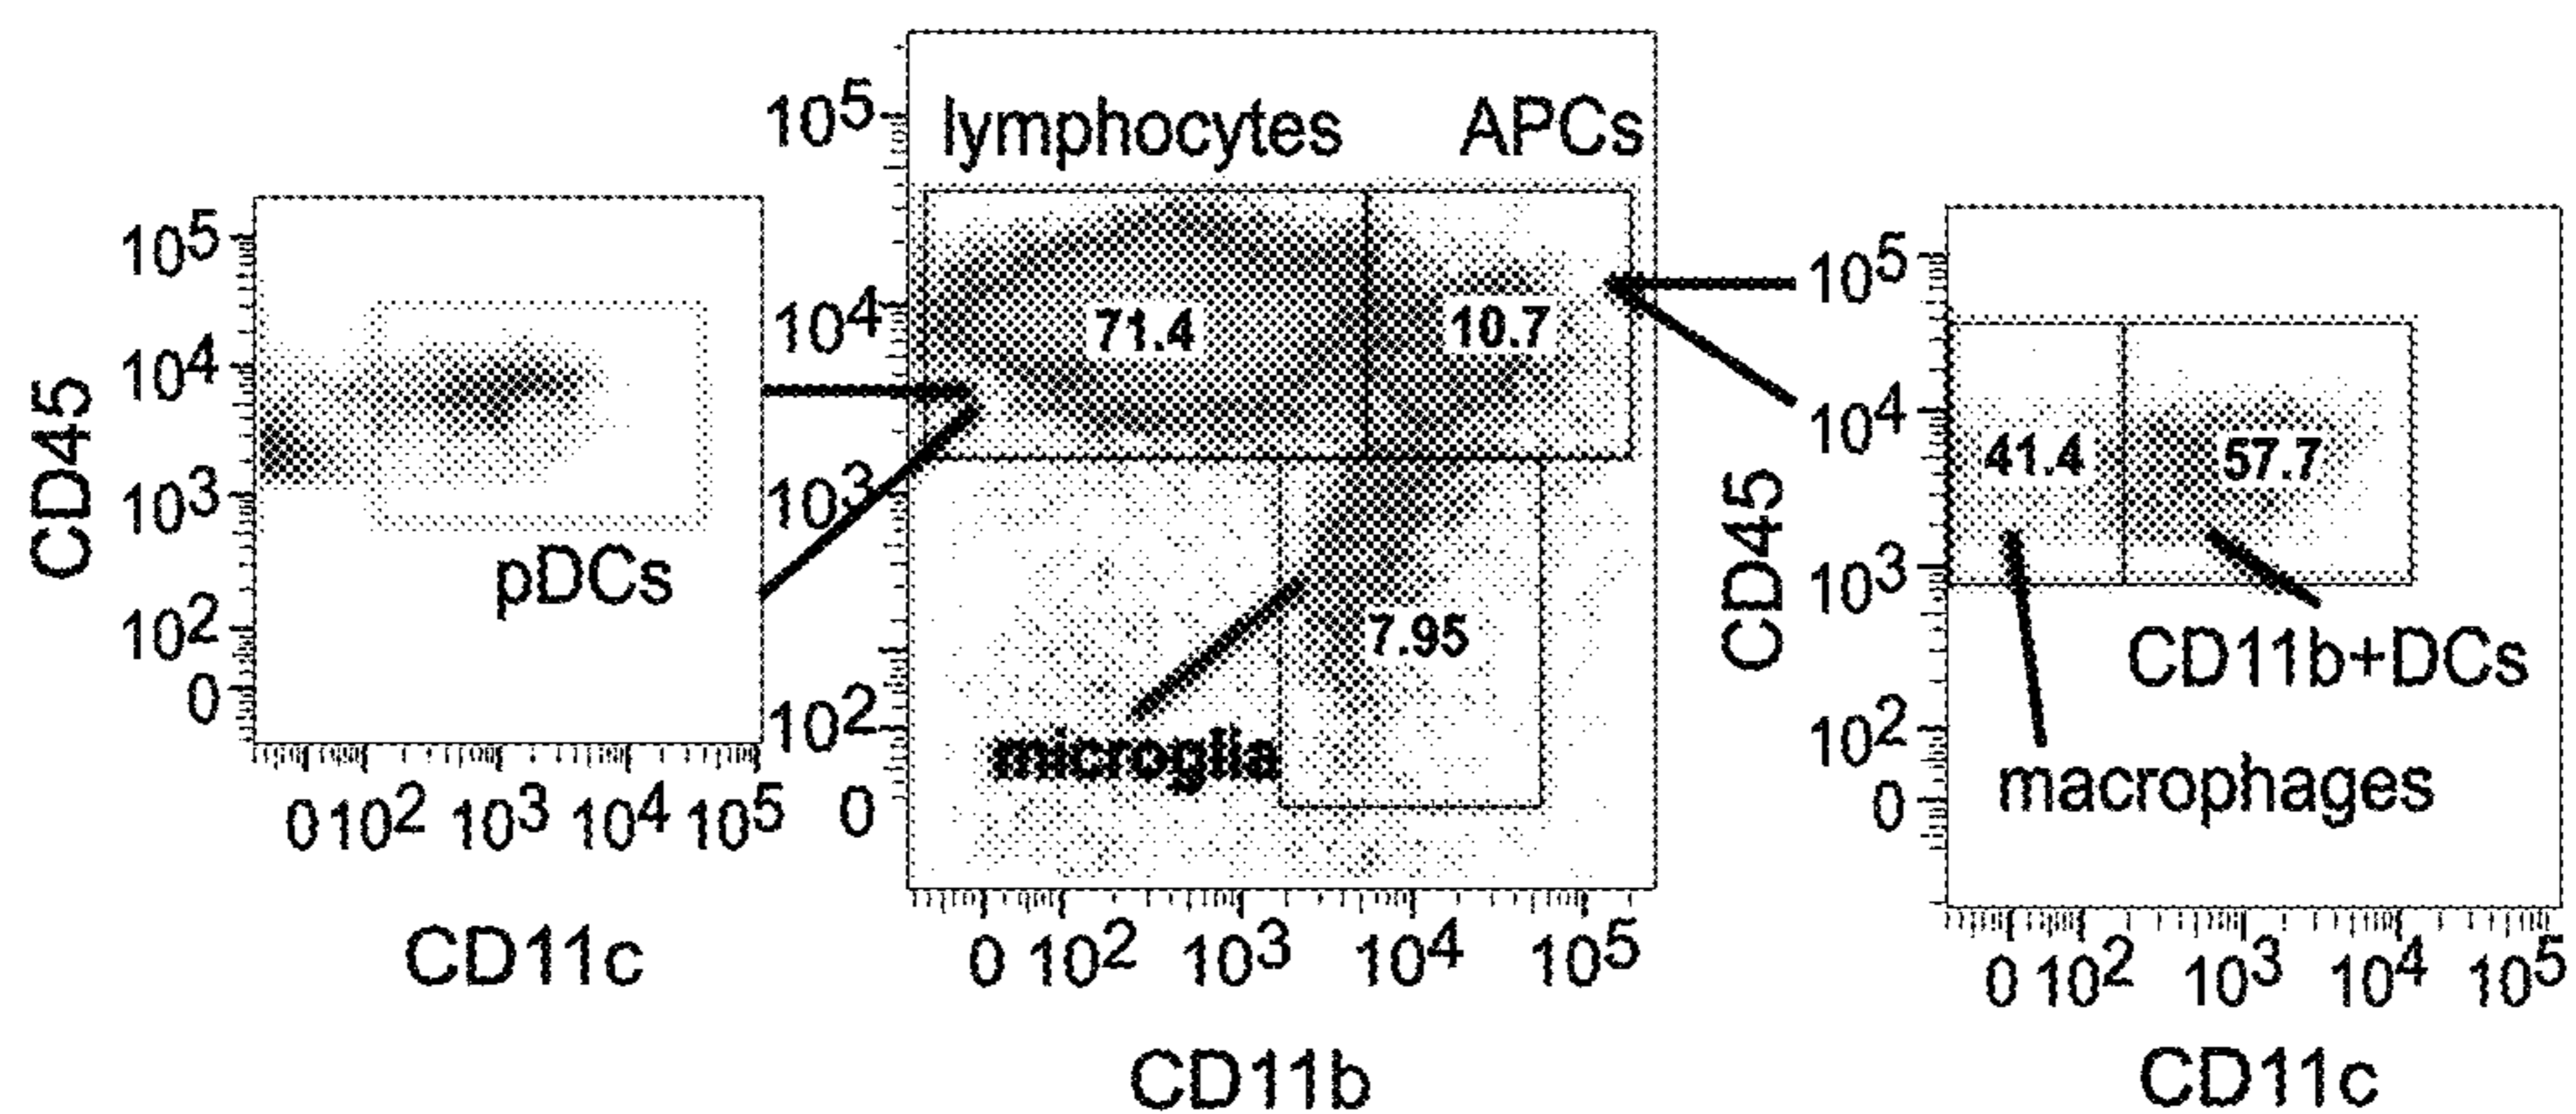 CD45
10⁵
10⁴
10³
10²
0
pDCs
0 10² 10³ 10⁴ 10⁵
CD11c
lymphocytes APCs
10⁵
10⁴
10³
10²
0
71.4
10.7
7.95
microglia
0 10² 10³ 10⁴ 10⁵
CD11b
CD45
10⁵
10⁴
10³
10²
0
41.4
57.7
CD11b+DCs
macrophages
0 10² 10³ 10⁴ 10⁵
CD11c